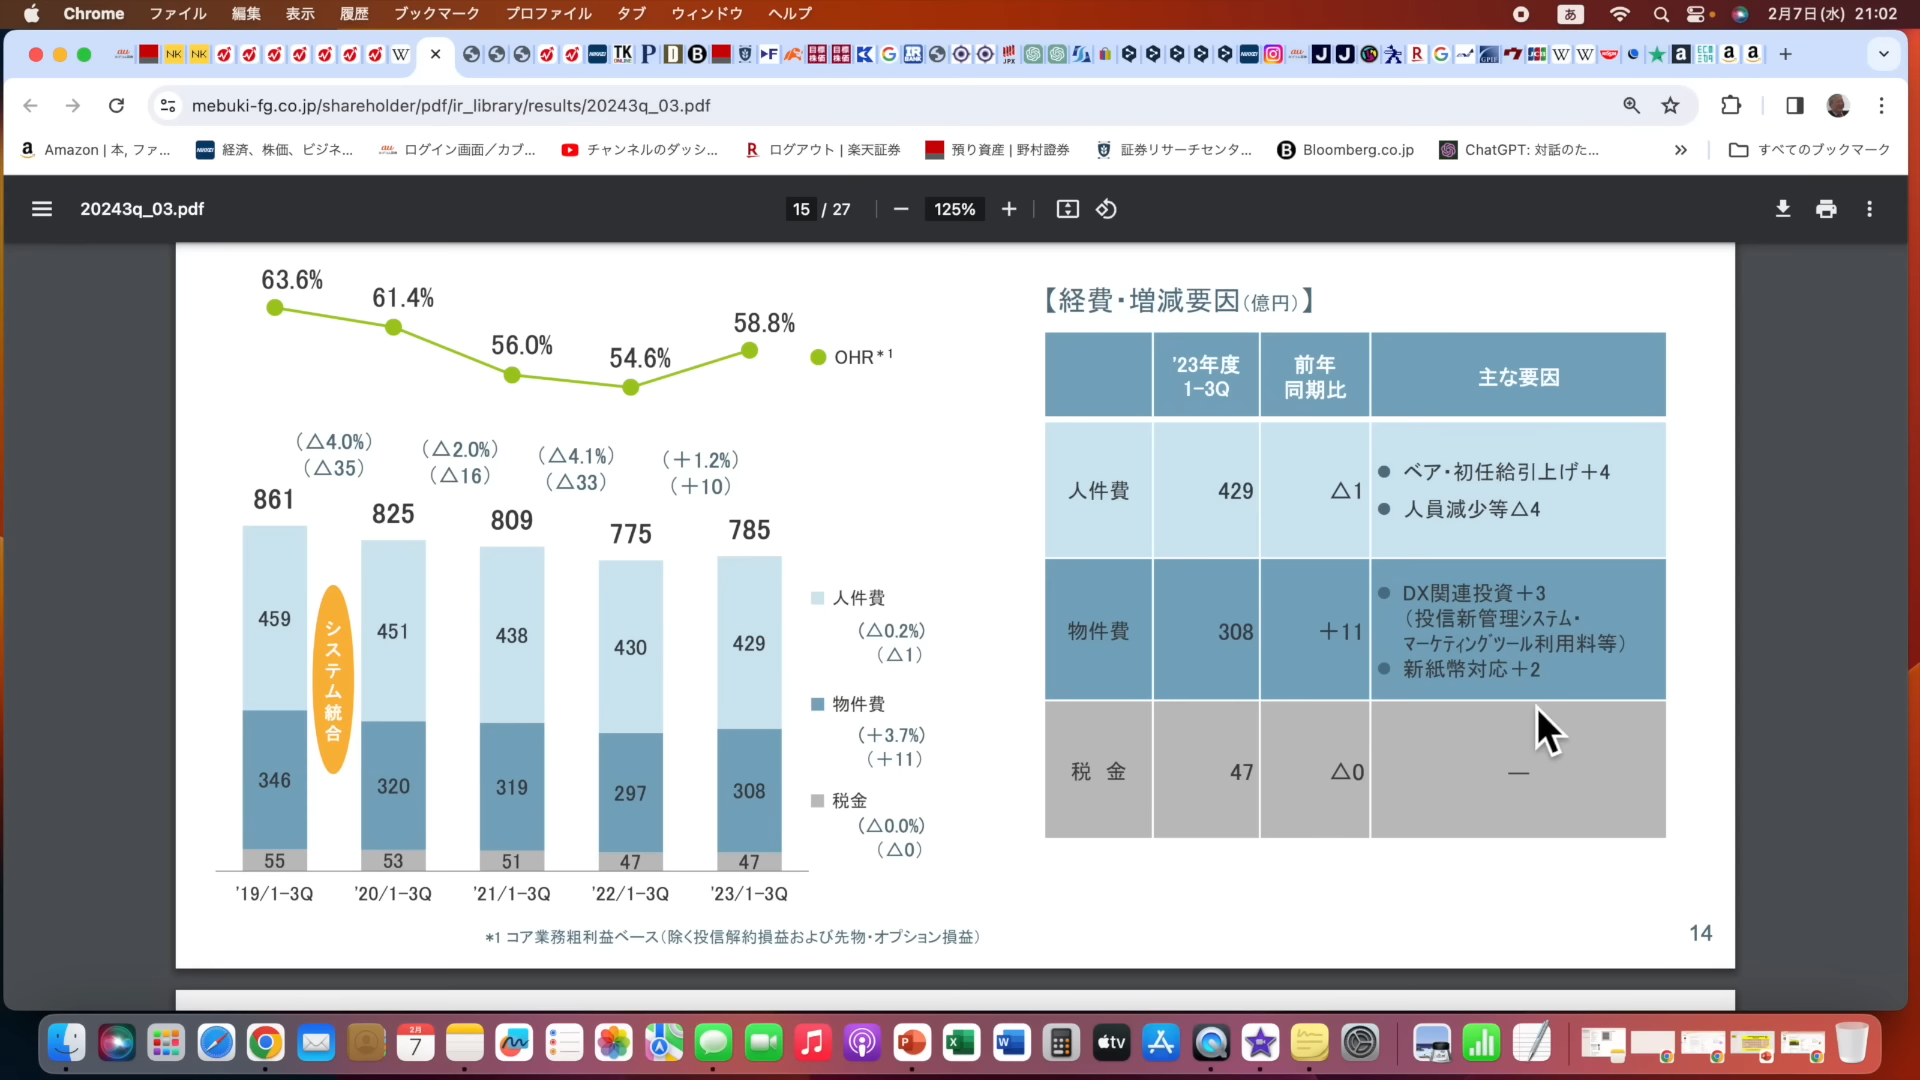 Chrome ファイル 編集 表示 履歴 ブックマーク プロファイル タブ ウィンドウ ヘルプ
あ
2月7日(水) 21:02
mebuki-fg.co.jp/shareholder/pdf/ir_library/results/20243q_03.pdf
Amazon | 本, ファ...
経済、株価、ビジネ...
ログイン画面／カブ...
チャンネルのダッシ...
ログアウト | 楽天証券
預り資産 | 野村證券
証券リサーチセンタ...
Bloomberg.co.jp
ChatGPT: 対話のた...
»
すべてのブックマーク
20243q_03.pdf
15 / 27
125%
63.6%
61.4%
56.0%
54.6%
58.8%
OHR*1
(△4.0%)
(△35)
(△2.0%)
(△16)
(△4.1%)
(△33)
(＋1.2%)
(＋10)
861
825
809
775
785
459
451
438
430
429
346
320
319
297
308
55
53
51
47
47
システム統合
人件費
(△0.2%)
(△1)
物件費
(＋3.7%)
(＋11)
税金
(△0.0%)
(△0)
'19/1-3Q
'20/1-3Q
'21/1-3Q
'22/1-3Q
'23/1-3Q
*1 コア業務粗利益ベース(除く投信解約損益および先物・オプション損益)
【経費・増減要因(億円)】
'23年度
1-3Q
前年
同期比
主な要因
人件費
429
△1
● ベア・初任給引上げ＋4
● 人員減少等△4
物件費
308
＋11
● DX関連投資＋3
(投信新管理システム・
マーケティングツール利用料等)
● 新紙幣対応＋2
税 金
47
△0
―
14
2月
7
tv